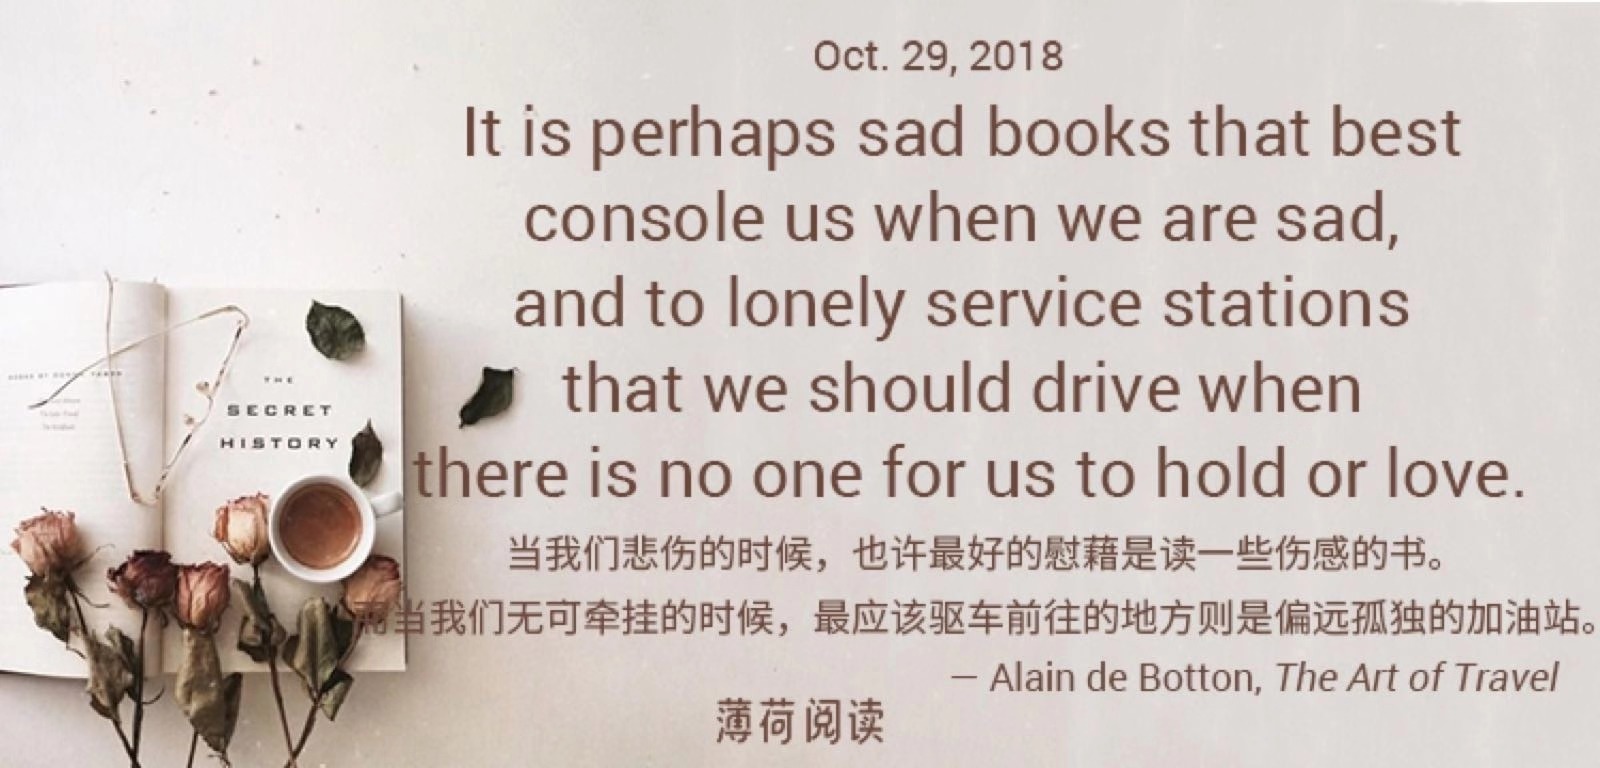 Oct. 29, 2018
It is perhaps sad books that best
console us when we are sad,
and to lonely service stations
that we should drive when
there is no one for us to hold or love.
当我们悲伤的时候，也许最好的慰藉是读一些伤感的书。
而当我们无可牵挂的时候，最应该驱车前往的地方则是偏远孤独的加油站。
— Alain de Botton, The Art of Travel
薄荷阅读
THE
SECRET
HISTORY